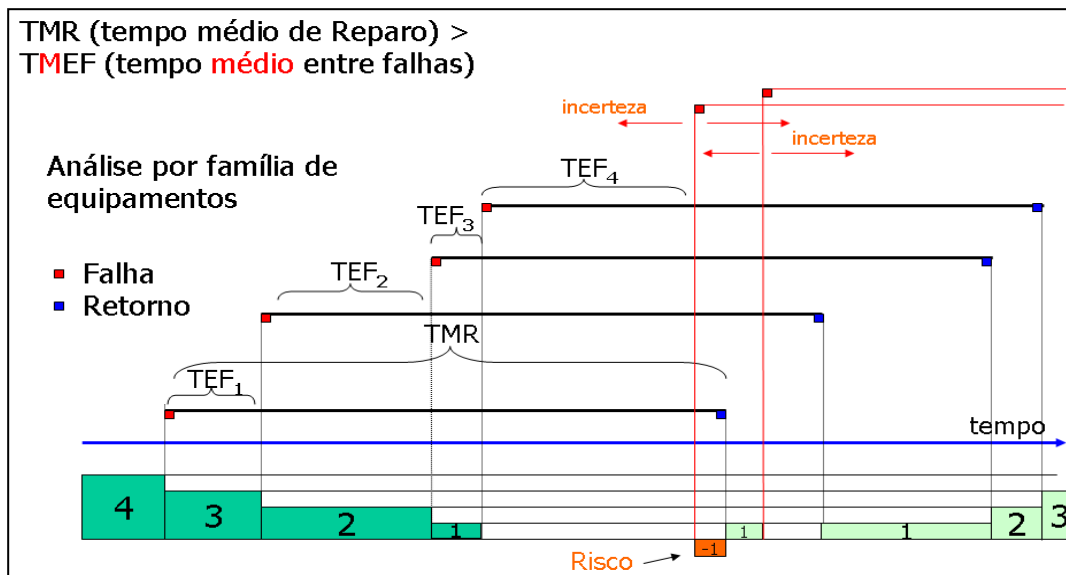 TMR (tempo médio de Reparo) >
TMEF (tempo médio entre falhas)
incerteza
incerteza
Análise por família de
equipamentos
TEF4
TEF3
Falha
TEF2
Retorno
TMR
TEF1
tempo
4
3
2
1
-1
1
1
2
3
Risco